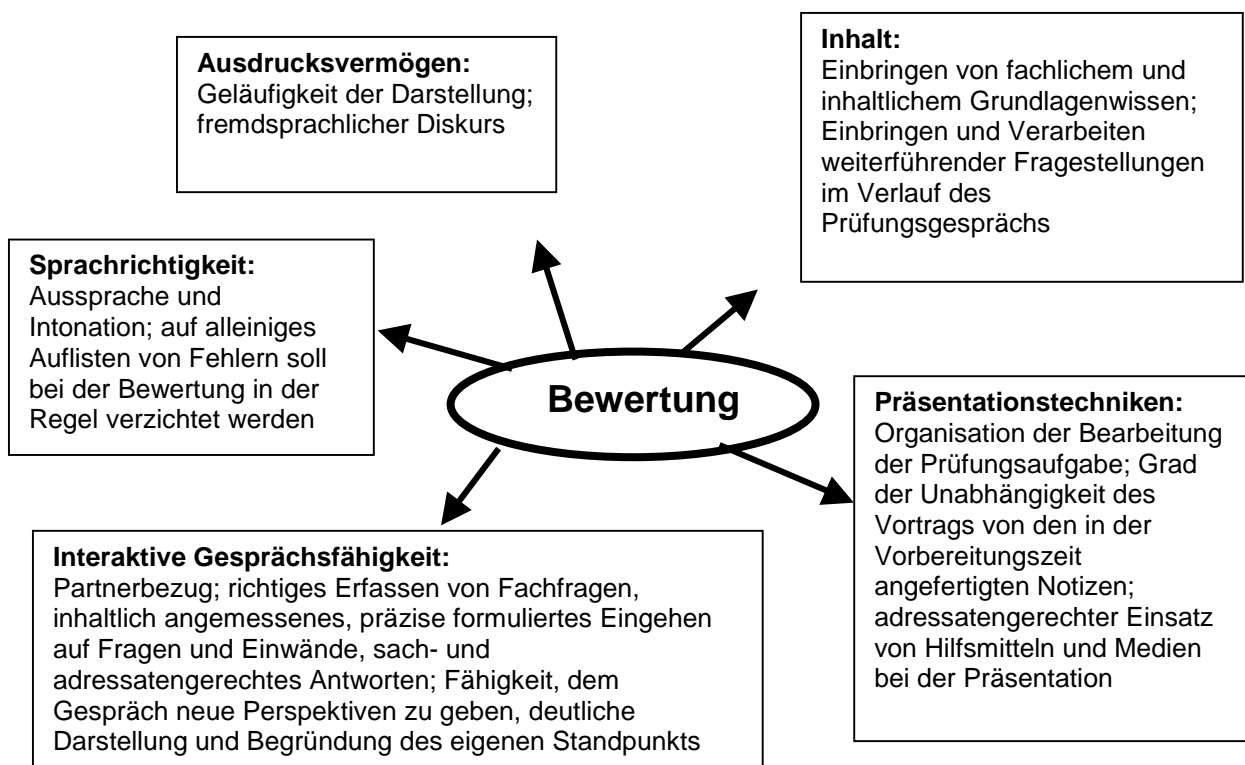 Ausdrucksvermögen:
Geläufigkeit der Darstellung;
fremdsprachlicher Diskurs
Inhalt:
Einbringen von fachlichem und
inhaltlichem Grundlagenwissen;
Einbringen und Verarbeiten
weiterführender Fragestellungen
im Verlauf des
Prüfungsgesprächs
Sprachrichtigkeit:
Aussprache und
Intonation; auf alleiniges
Auflisten von Fehlern soll
bei der Bewertung in der
Regel verzichtet werden
Bewertung
Präsentationstechniken:
Organisation der Bearbeitung
der Prüfungsaufgabe; Grad
der Unabhängigkeit des
Vortrags von den in der
Vorbereitungszeit
angefertigten Notizen;
adressatengerechter Einsatz
von Hilfsmitteln und Medien
bei der Präsentation
Interaktive Gesprächsfähigkeit:
Partnerbezug; richtiges Erfassen von Fachfragen,
inhaltlich angemessenes, präzise formuliertes Eingehen
auf Fragen und Einwände, sach- und
adressatengerechtes Antworten; Fähigkeit, dem
Gespräch neue Perspektiven zu geben, deutliche
Darstellung und Begründung des eigenen Standpunkts